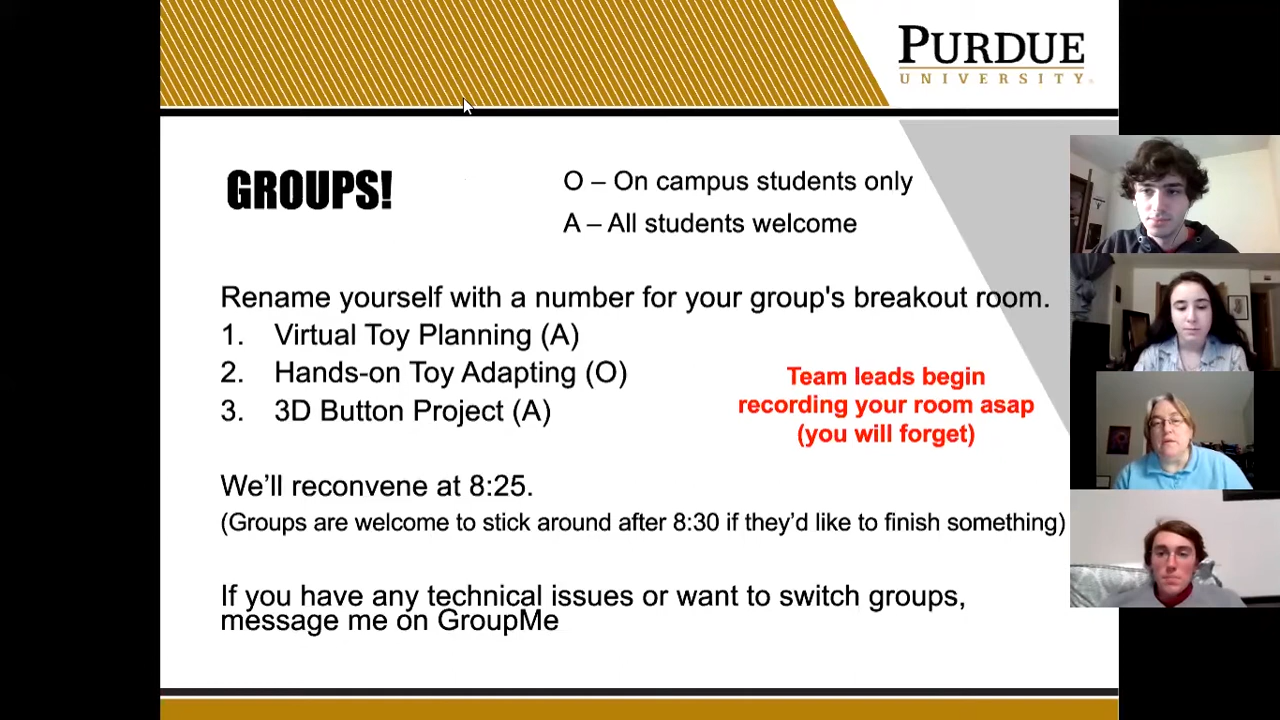 PURDUE
UNIVERSITY
GROUPS!
O – On campus students only
A – All students welcome
Rename yourself with a number for your group's breakout room.
1. Virtual Toy Planning (A)
2. Hands-on Toy Adapting (O)
3. 3D Button Project (A)
Team leads begin
recording your room asap
(you will forget)
We’ll reconvene at 8:25.
(Groups are welcome to stick around after 8:30 if they’d like to finish something)
If you have any technical issues or want to switch groups,
message me on GroupMe